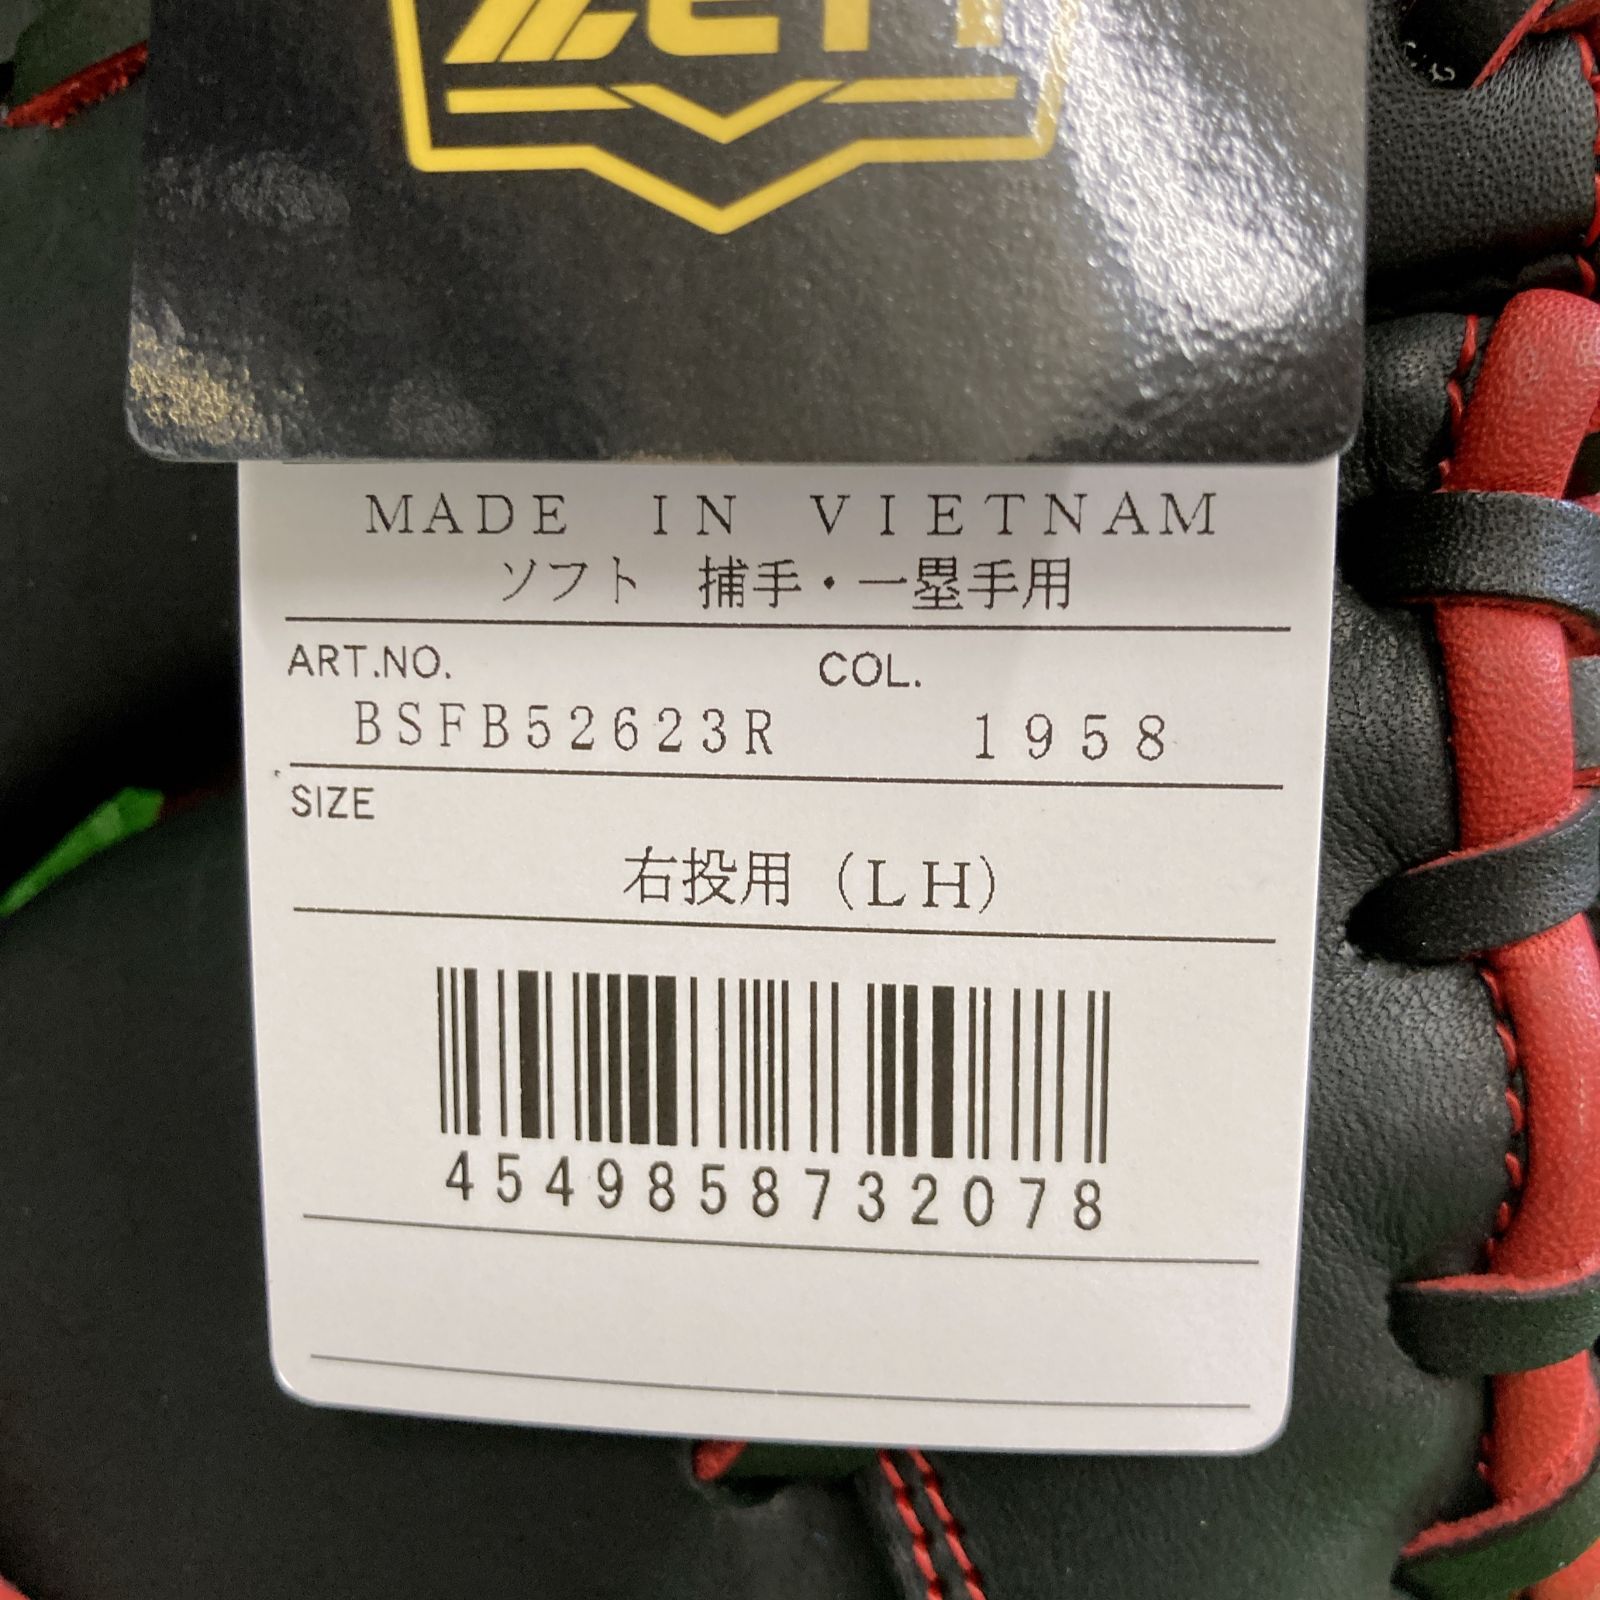 ZETT
MADE IN VIETNAM
ソフト 捕手・一塁手用
ART.NO. COL.
BSFB52623R 1958
SIZE
右投用(LH)
4549858732078